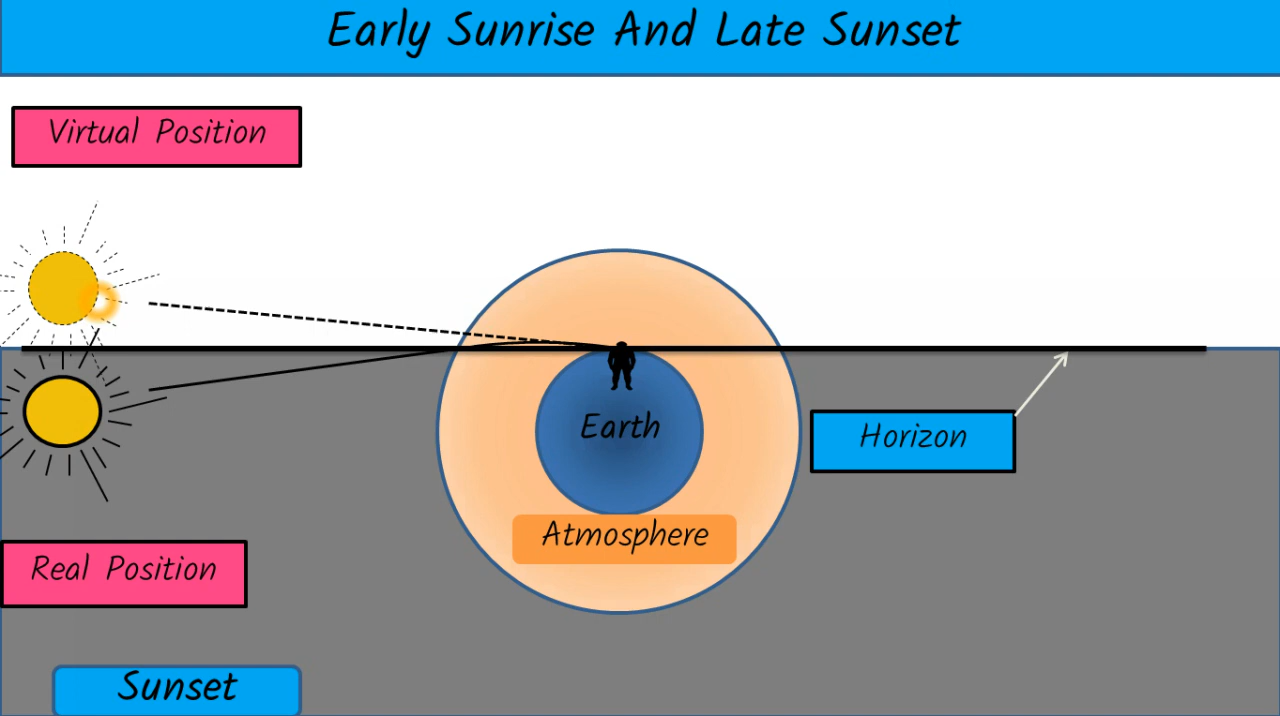 Early Sunrise And Late Sunset
Virtual Position
Earth
Horizon
Atmosphere
Real Position
Sunset